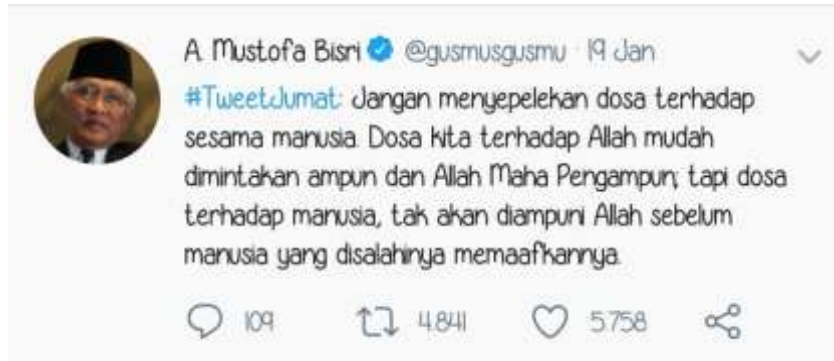 A. Mustofa Bisri @gusmusgusmu · 19 Jan
#TweetJumat: Jangan menyepelekan dosa terhadap
sesama manusia. Dosa kita terhadap Allah mudah
dimintakan ampun dan Allah Maha Pengampun; tapi dosa
terhadap manusia, tak akan diampuni Allah sebelum
manusia yang disalahinya memaafkannya.
109 4.841 5.758